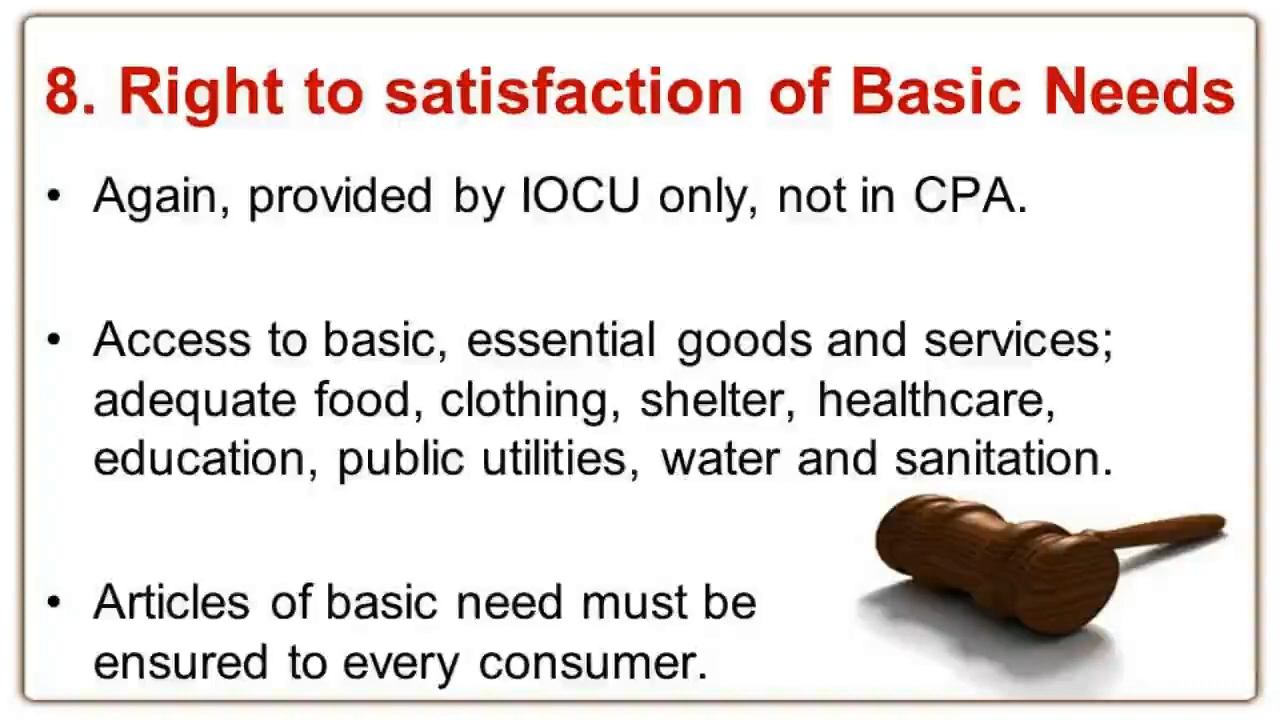 8. Right to satisfaction of Basic Needs
• Again, provided by IOCU only, not in CPA.
• Access to basic, essential goods and services;
adequate food, clothing, shelter, healthcare,
education, public utilities, water and sanitation.
• Articles of basic need must be
ensured to every consumer.